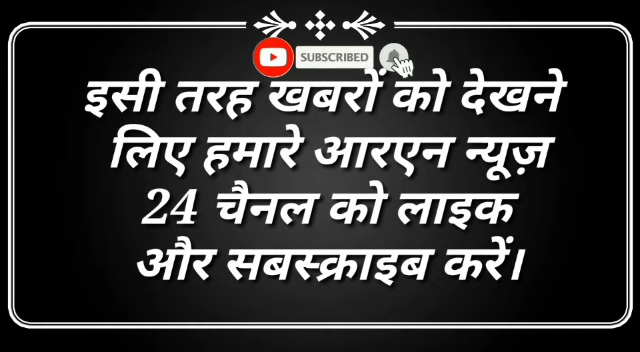 SUBSCRIBED
इसी तरह खबरों को देखने
लिए हमारे आरएन न्यूज़
24 चैनल को लाइक
और सबस्क्राइब करें।